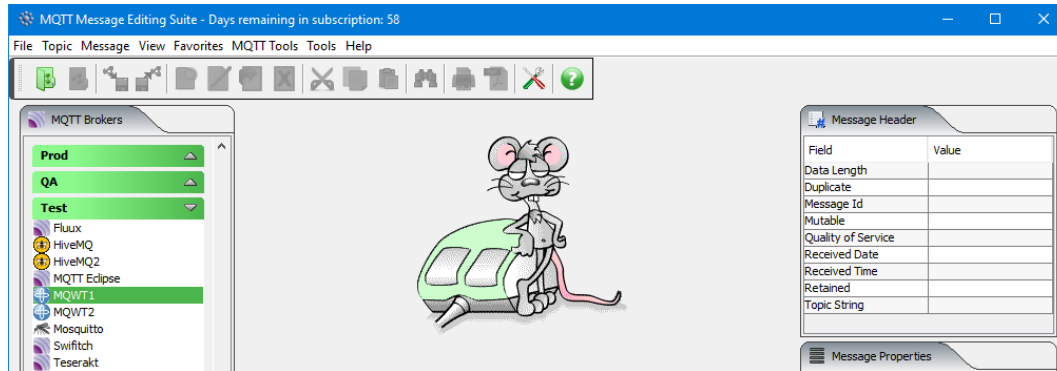 MQTT Message Editing Suite - Days remaining in subscription: 58
File Topic Message View Favorites MQTT Tools Tools Help
MQTT Brokers
Prod
QA
Test
Fluux
HiveMQ
HiveMQ2
MQTT Eclipse
MQWT1
MQWT2
Mosquitto
Swifitch
Teserakt
Message Header
Field Value
Data Length
Duplicate
Message Id
Mutable
Quality of Service
Received Date
Received Time
Retained
Topic String
Message Properties